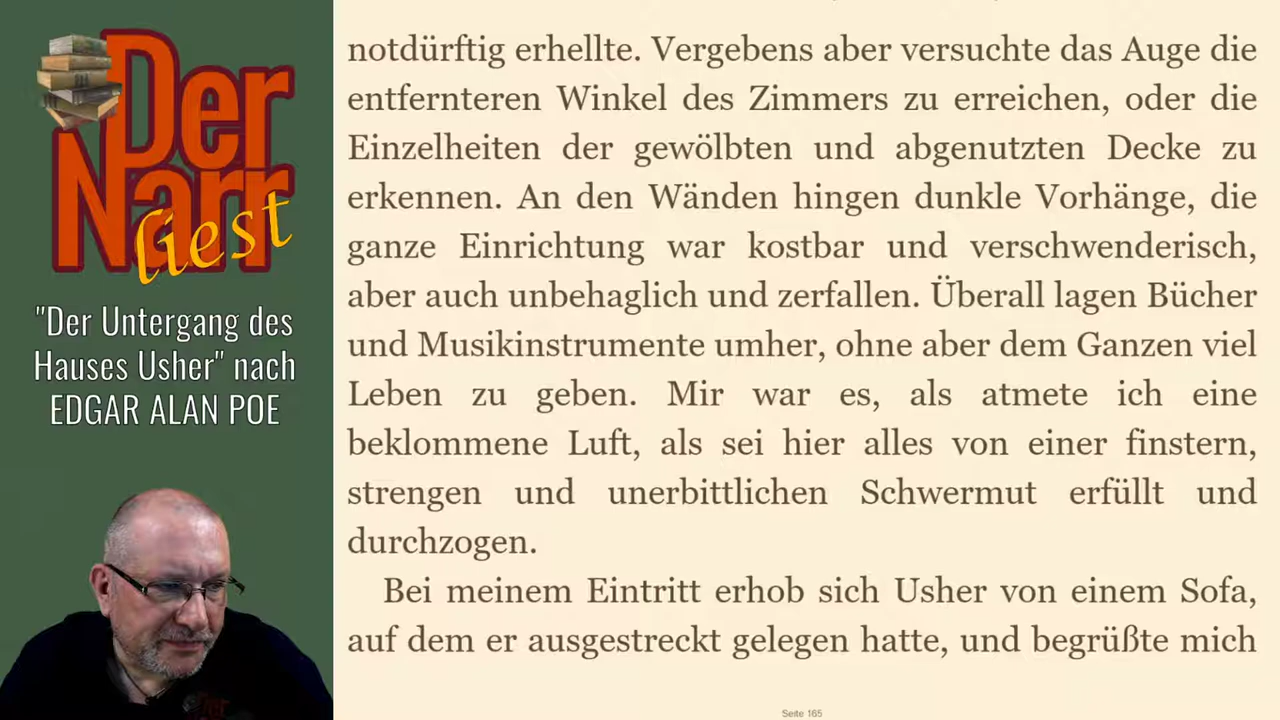 Der
Narr
liest
"Der Untergang des
Hauses Usher" nach
EDGAR ALAN POE
notdürftig erhellte. Vergebens aber versuchte das Auge die
entfernteren Winkel des Zimmers zu erreichen, oder die
Einzelheiten der gewölbten und abgenutzten Decke zu
erkennen. An den Wänden hingen dunkle Vorhänge, die
ganze Einrichtung war kostbar und verschwenderisch,
aber auch unbehaglich und zerfallen. Überall lagen Bücher
und Musikinstrumente umher, ohne aber dem Ganzen viel
Leben zu geben. Mir war es, als atmete ich eine
beklommene Luft, als sei hier alles von einer finstern,
strengen und unerbittlichen Schwermut erfüllt und
durchzogen.
Bei meinem Eintritt erhob sich Usher von einem Sofa,
auf dem er ausgestreckt gelegen hatte, und begrüßte mich
Seite 165